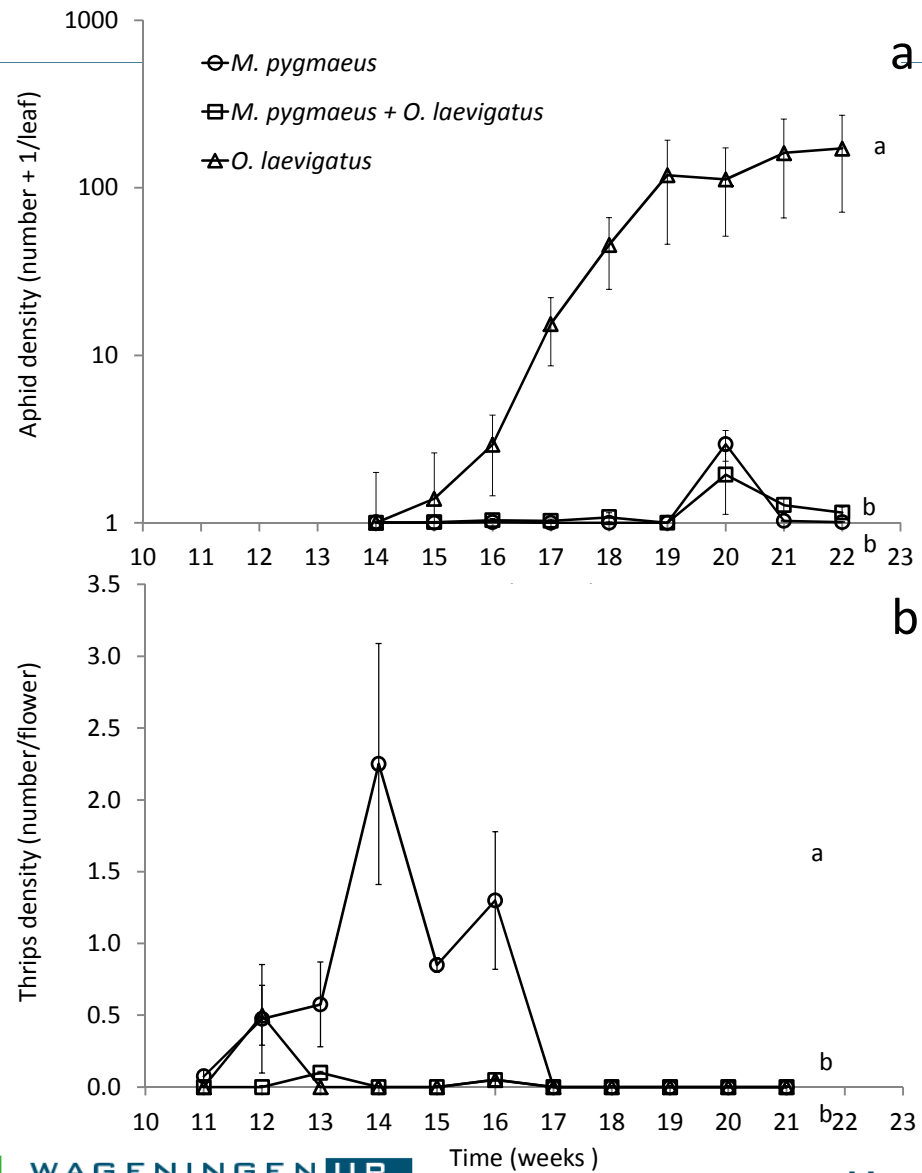 1000
a
M. pygmaeus
M. pygmaeus + O. laevigatus
O. laevigatus
Aphid density (number + 1/leaf)
100
a
10
1
b
b
10 11 12 13 14 15 16 17 18 19 20 21 22 23
3.5
b
3.0
2.5
Thrips density (number/flower)
2.0
1.5
a
1.0
0.5
b
0.0
b
10 11 12 13 14 15 16 17 18 19 20 21 22 23
Time (weeks )
WAGENINGEN UR